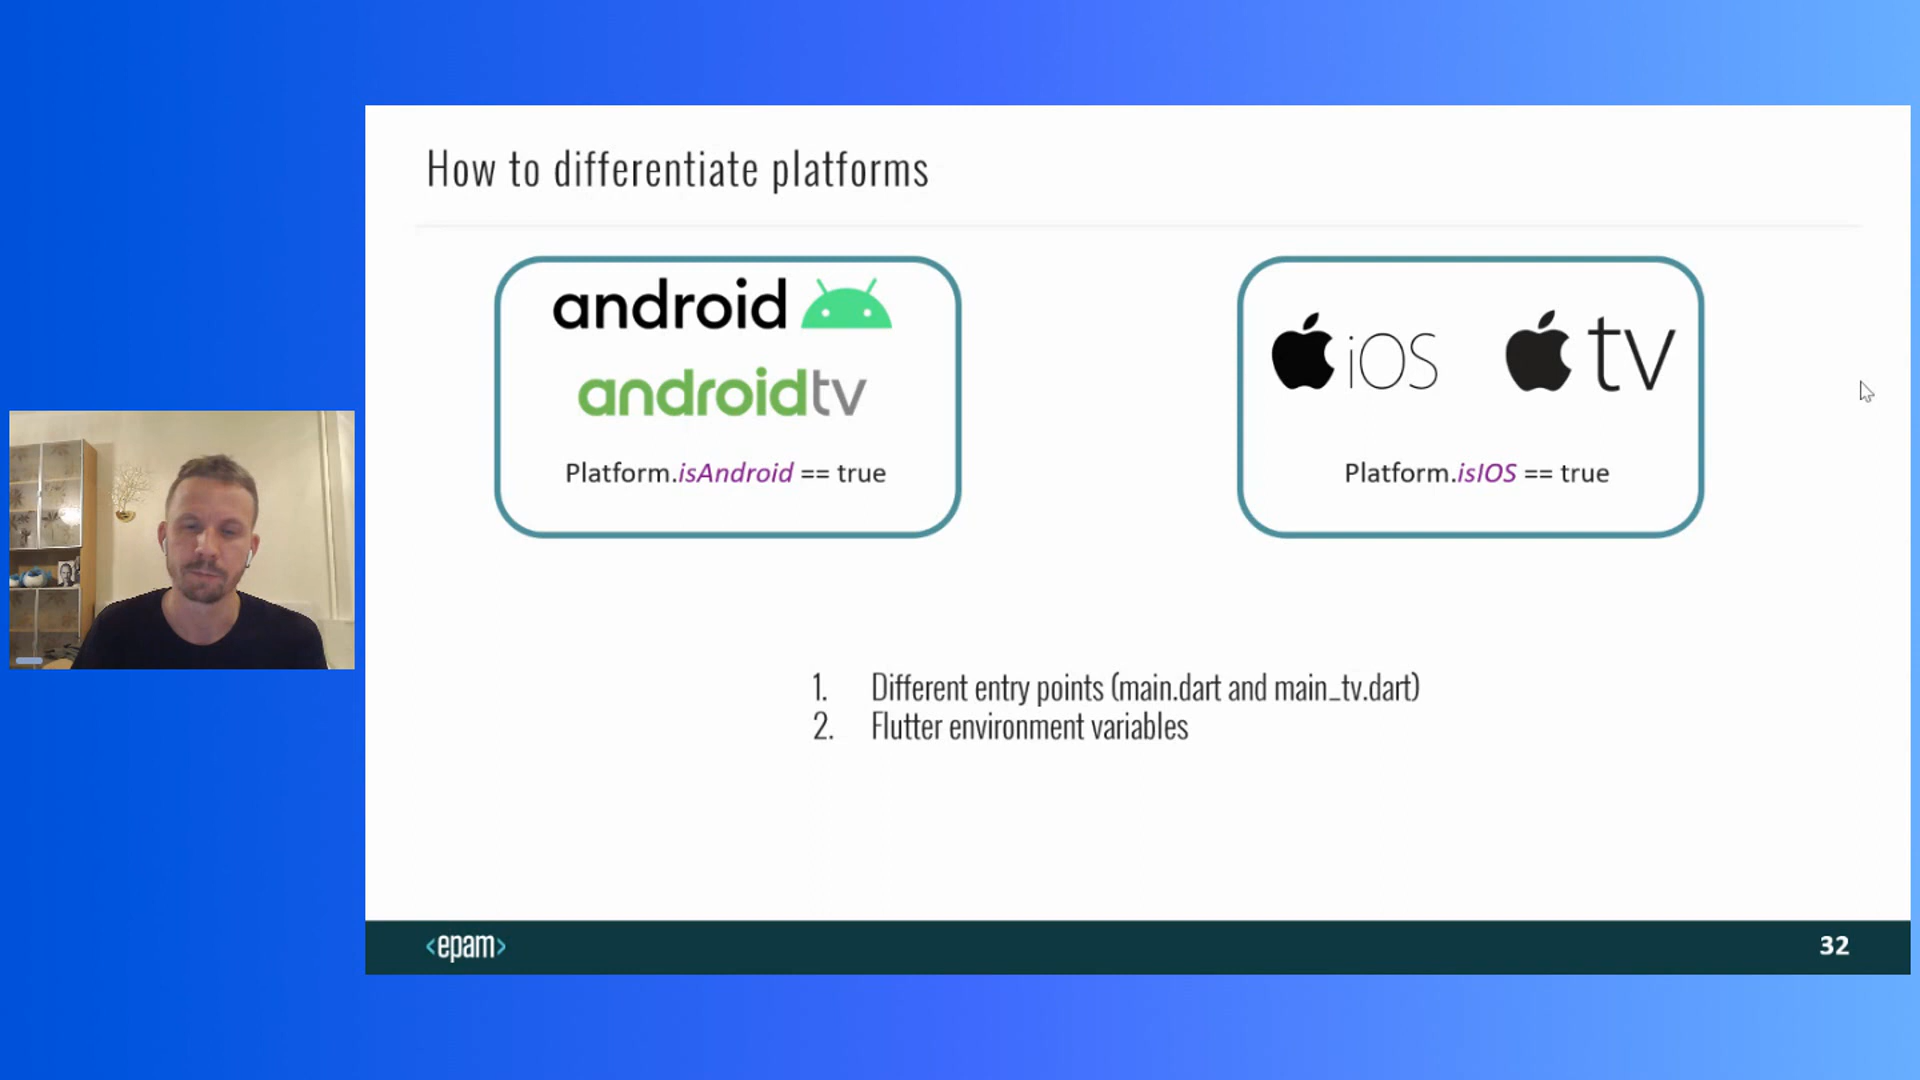 How to differentiate platforms
android
androidtv
Platform.isAndroid == true
iOS
tv
Platform.isIOS == true
1. Different entry points (main.dart and main_tv.dart)
2. Flutter environment variables
<epam>
32